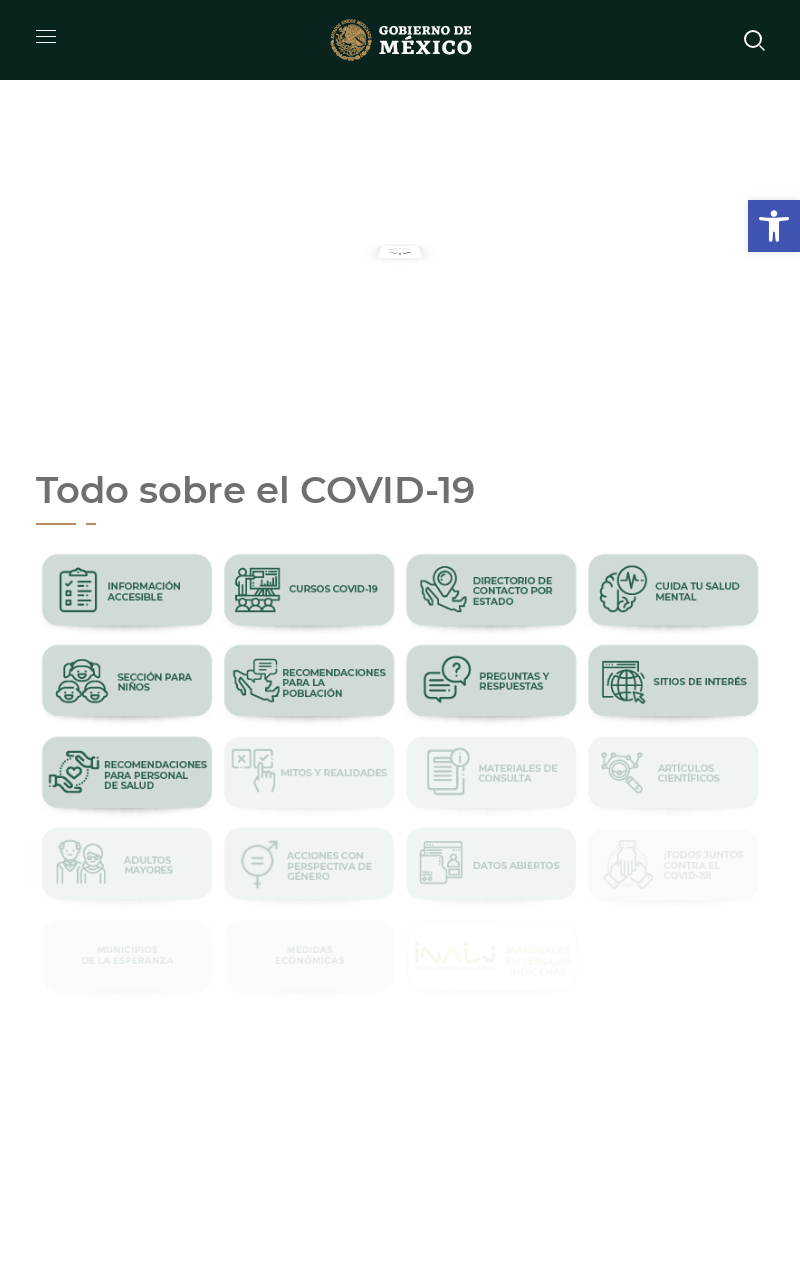 GOBIERNO DE
MÉXICO
Todo sobre el COVID-19
INFORMACIÓN
ACCESIBLE
CURSOS COVID-19
DIRECTORIO DE
CONTACTO POR
ESTADO
CUIDA TU SALUD
MENTAL
SECCIÓN PARA
NIÑOS
RECOMENDACIONES
PARA LA
POBLACIÓN
PREGUNTAS Y
RESPUESTAS
SITIOS DE INTERÉS
RECOMENDACIONES
PARA PERSONAL
DE SALUD
MITOS Y REALIDADES
MATERIALES DE
CONSULTA
ARTÍCULOS
CIENTÍFICOS
ADULTOS
MAYORES
ACCIONES CON
PERSPECTIVA DE
GÉNERO
DATOS ABIERTOS
¡TODOS JUNTOS
CONTRA EL
COVID-19!
MUNICIPIOS
DE LA ESPERANZA
MEDIDAS
ECONÓMICAS
INALI
MATERIALES
EN LENGUAS
INDÍGENAS